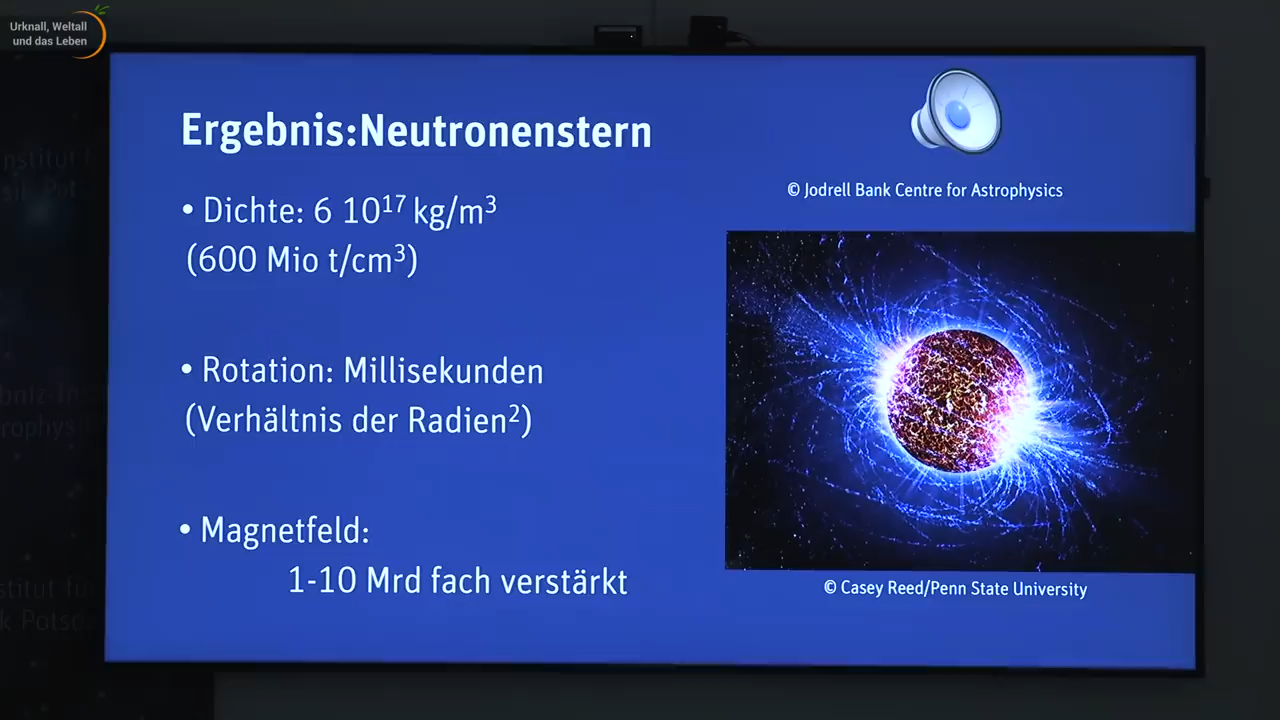 Urknall, Weltall
und das Leben
Ergebnis:Neutronenstern
© Jodrell Bank Centre for Astrophysics
• Dichte: 6 10¹⁷ kg/m³
(600 Mio t/cm³)
• Rotation: Millisekunden
(Verhältnis der Radien²)
• Magnetfeld:
1-10 Mrd fach verstärkt
© Casey Reed/Penn State University